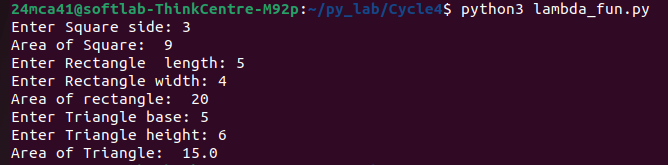 24mca41@softlab-ThinkCentre-M92p:~/py_lab/Cycle4$ python3 lambda_fun.py
Enter Square side: 3
Area of Square:  9
Enter Rectangle  length: 5
Enter Rectangle width: 4
Area of rectangle:  20
Enter Triangle base: 5
Enter Triangle height: 6
Area of Triangle:  15.0